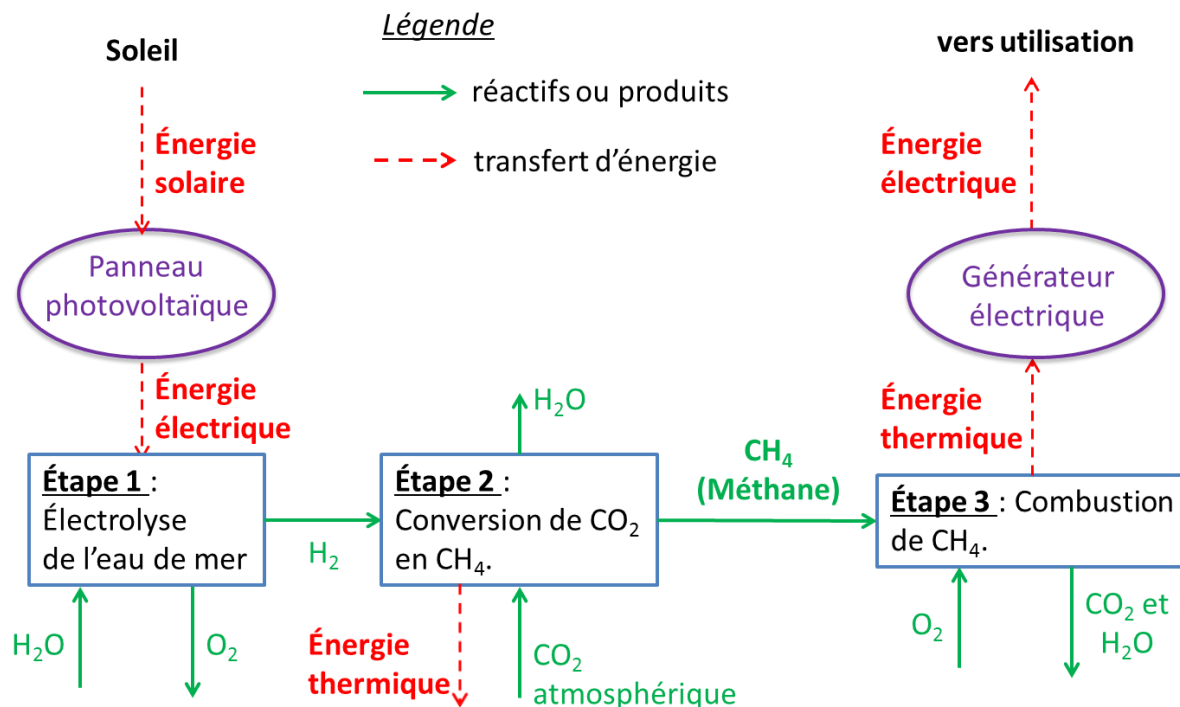 Légende
Soleil
vers utilisation
réactifs ou produits
transfert d’énergie
Énergie
solaire
Énergie
électrique
Panneau
photovoltaïque
Générateur
électrique
Énergie
électrique
Énergie
thermique
H₂O
CH₄
(Méthane)
Étape 1 :
Électrolyse
de l’eau de mer
Étape 2 :
Conversion de CO₂
en CH₄.
Étape 3 : Combustion
de CH₄.
H₂
H₂O
O₂
Énergie
thermique
CO₂
atmosphérique
O₂
CO₂ et
H₂O